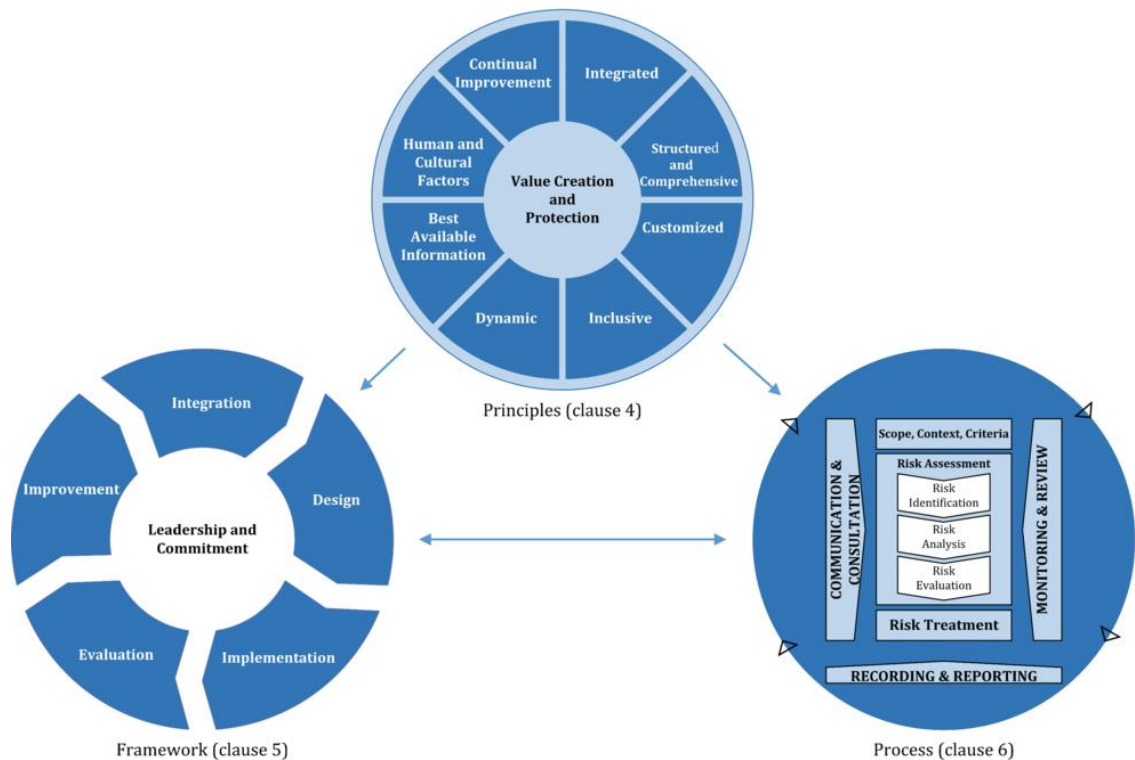 Continual
Improvement
Integrated
Structured
and
Comprehensive
Customized
Inclusive
Dynamic
Best
Available
Information
Human and
Cultural
Factors
Value Creation
and
Protection
Principles (clause 4)
Integration
Design
Implementation
Evaluation
Improvement
Leadership and
Commitment
Framework (clause 5)
Scope, Context, Criteria
Risk Assessment
Risk
Identification
Risk
Analysis
Risk
Evaluation
Risk Treatment
COMMUNICATION &
CONSULTATION
MONITORING & REVIEW
RECORDING & REPORTING
Process (clause 6)